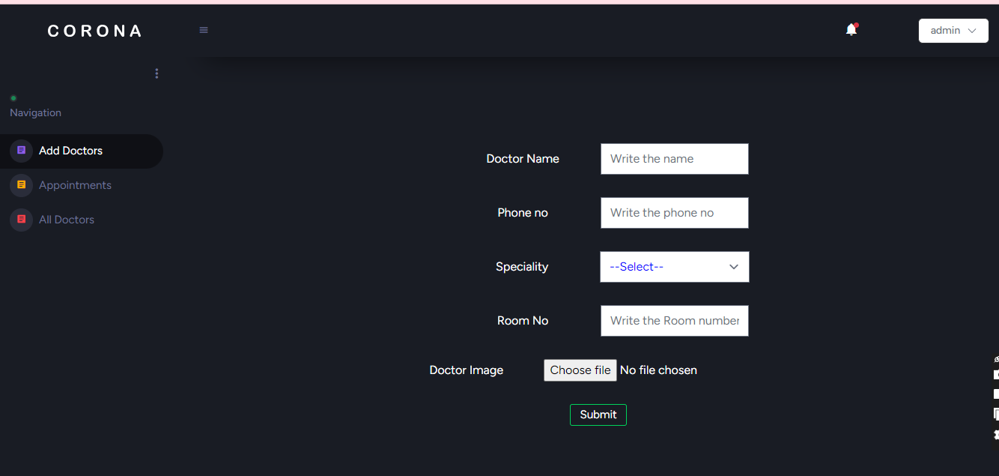 CORONA
admin
Navigation
Add Doctors
Appointments
All Doctors
Doctor Name Write the name
Phone no Write the phone no
Speciality --Select--
Room No Write the Room number
Doctor Image Choose file No file chosen
Submit